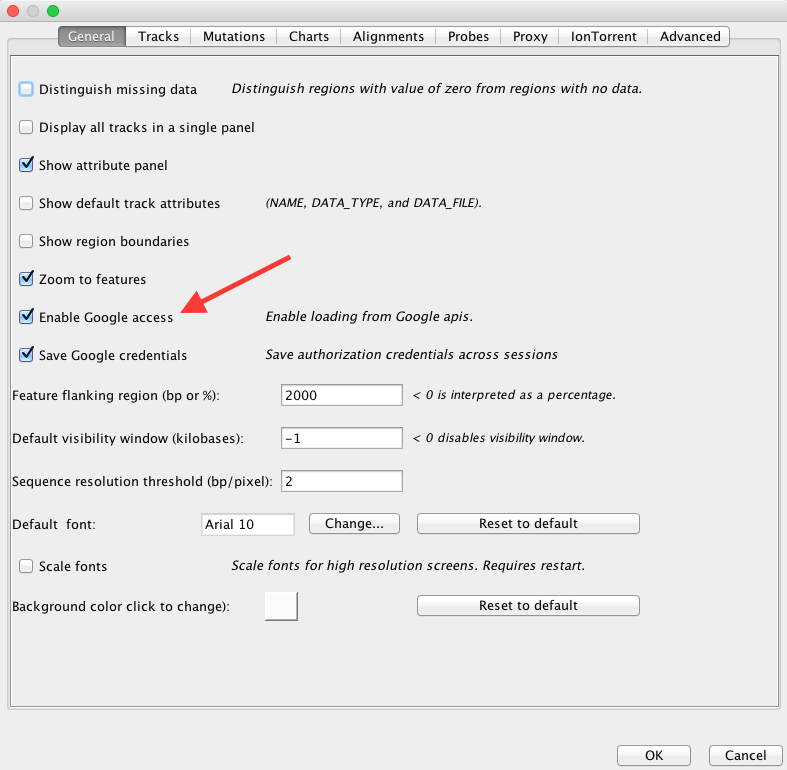 General Tracks Mutations Charts Alignments Probes Proxy IonTorrent Advanced
Distinguish missing data Distinguish regions with value of zero from regions with no data.
Display all tracks in a single panel
Show attribute panel
Show default track attributes (NAME, DATA_TYPE, and DATA_FILE).
Show region boundaries
Zoom to features
Enable Google access Enable loading from Google apis.
Save Google credentials Save authorization credentials across sessions
Feature flanking region (bp or %): 2000 < 0 is interpreted as a percentage.
Default visibility window (kilobases): -1 < 0 disables visibility window.
Sequence resolution threshold (bp/pixel): 2
Default font: Arial 10 Change... Reset to default
Scale fonts Scale fonts for high resolution screens. Requires restart.
Background color click to change): Reset to default
OK Cancel